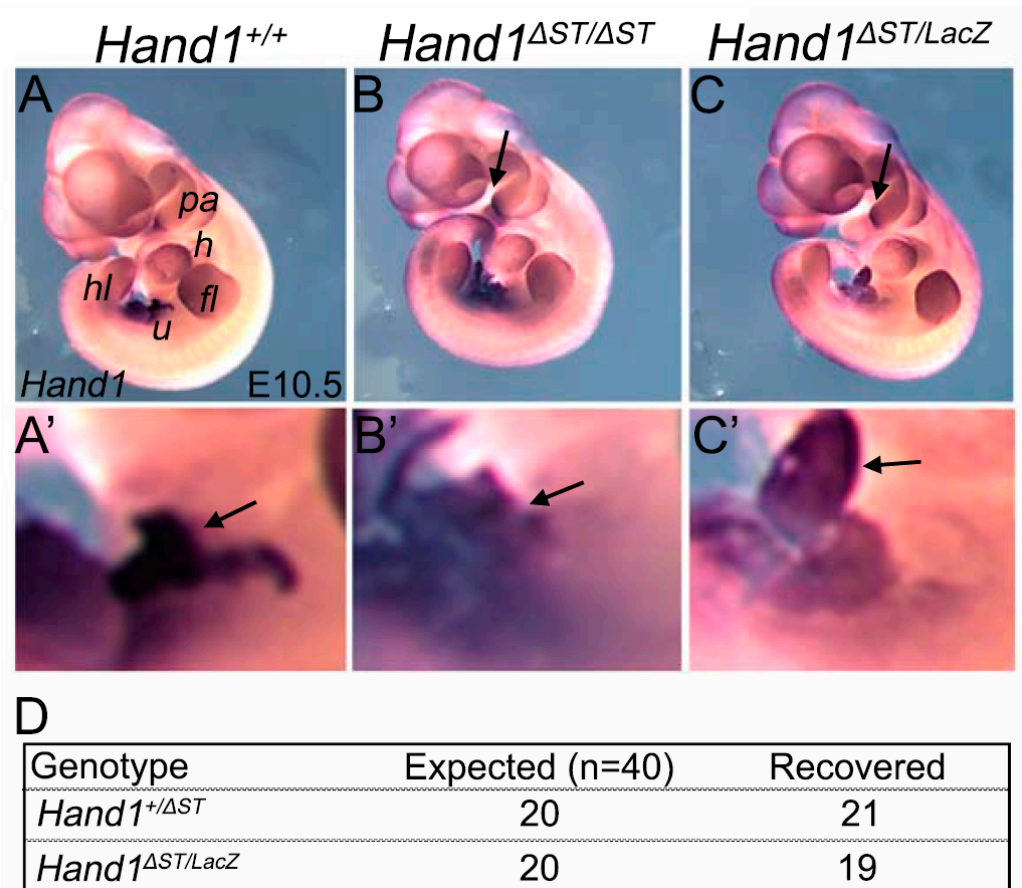 Hand1+/+ Hand1ΔST/ΔST Hand1ΔST/LacZ
A B C
pa
h
hl fl
u
Hand1 E10.5
A’ B’ C’
D
Genotype Expected (n=40) Recovered
Hand1+/ΔST 20 21
Hand1ΔST/LacZ 20 19